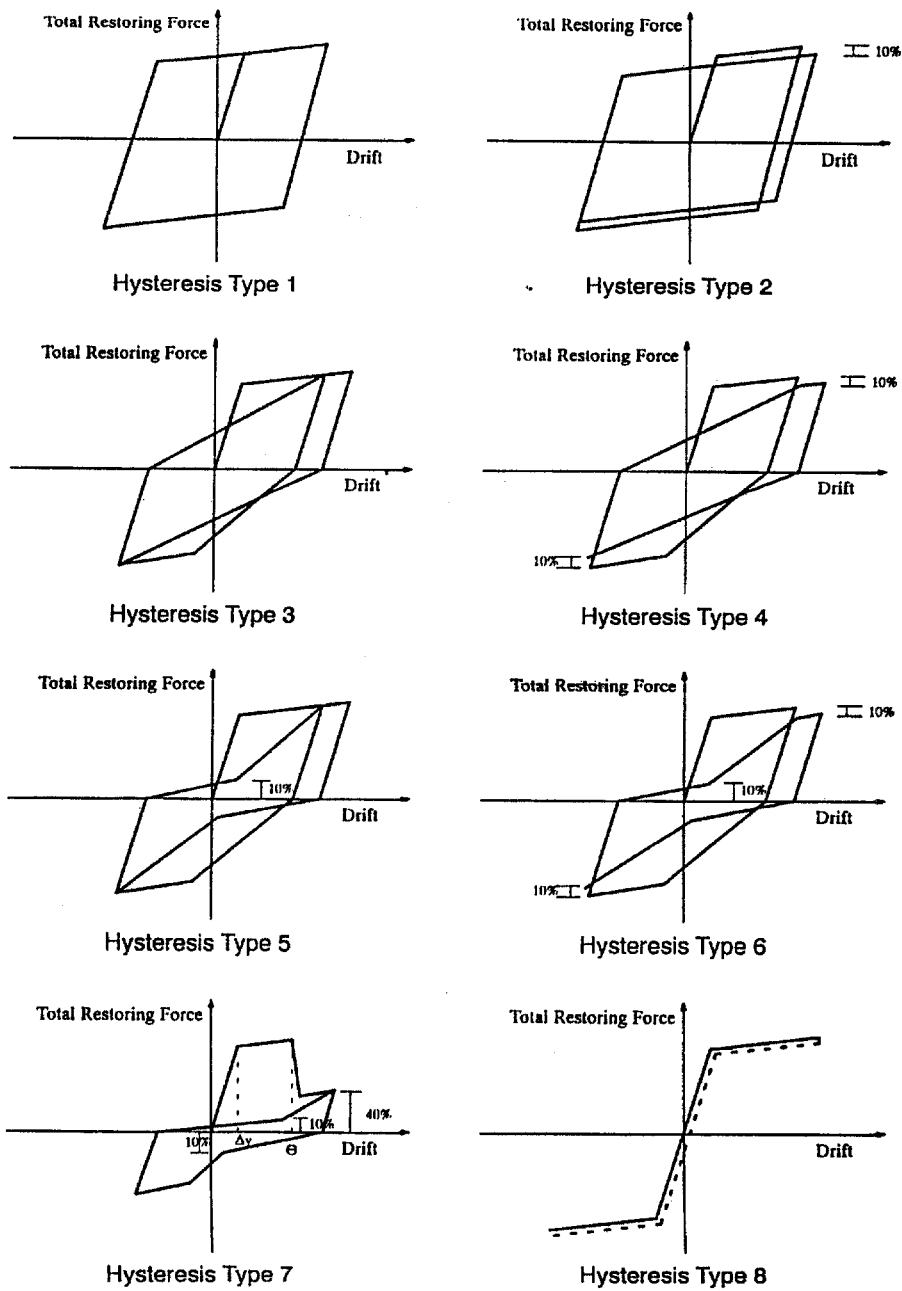 Total Restoring Force
Drift
Hysteresis Type 1
Total Restoring Force
10%
Drift
Hysteresis Type 2
Total Restoring Force
Drift
Hysteresis Type 3
Total Restoring Force
10%
Drift
10%
Hysteresis Type 4
Total Restoring Force
10%
Drift
Hysteresis Type 5
Total Restoring Force
10%
10%
Drift
10%
Hysteresis Type 6
Total Restoring Force
40%
10%
10%
Δy
Θ
Drift
Hysteresis Type 7
Total Restoring Force
Drift
Hysteresis Type 8